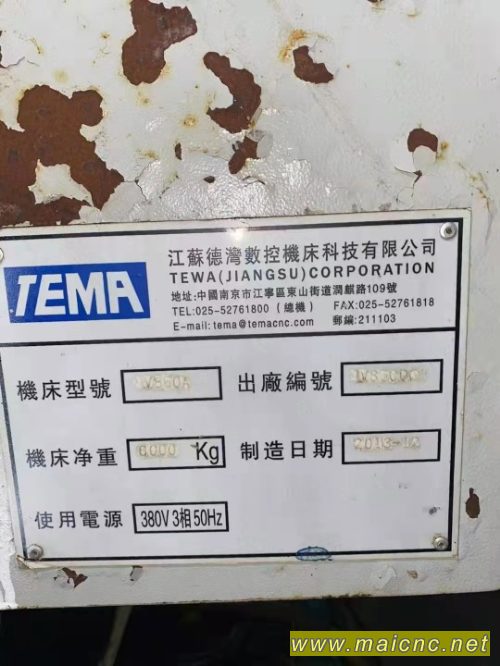 TEMA
江蘇德灣數控機床科技有限公司
TEWA(JIANGSU)CORPORATION
地址:中國南京市江寧區東山街道潤麒路109號
TEL:025-52761800(總機) FAX:025-52761818
E-mail:tema@temacnc.com 郵編:211103
機床型號 出廠編號
機床净重 6000 Kg 制造日期
使用電源 380V 3相 50Hz
www.maicnc.net